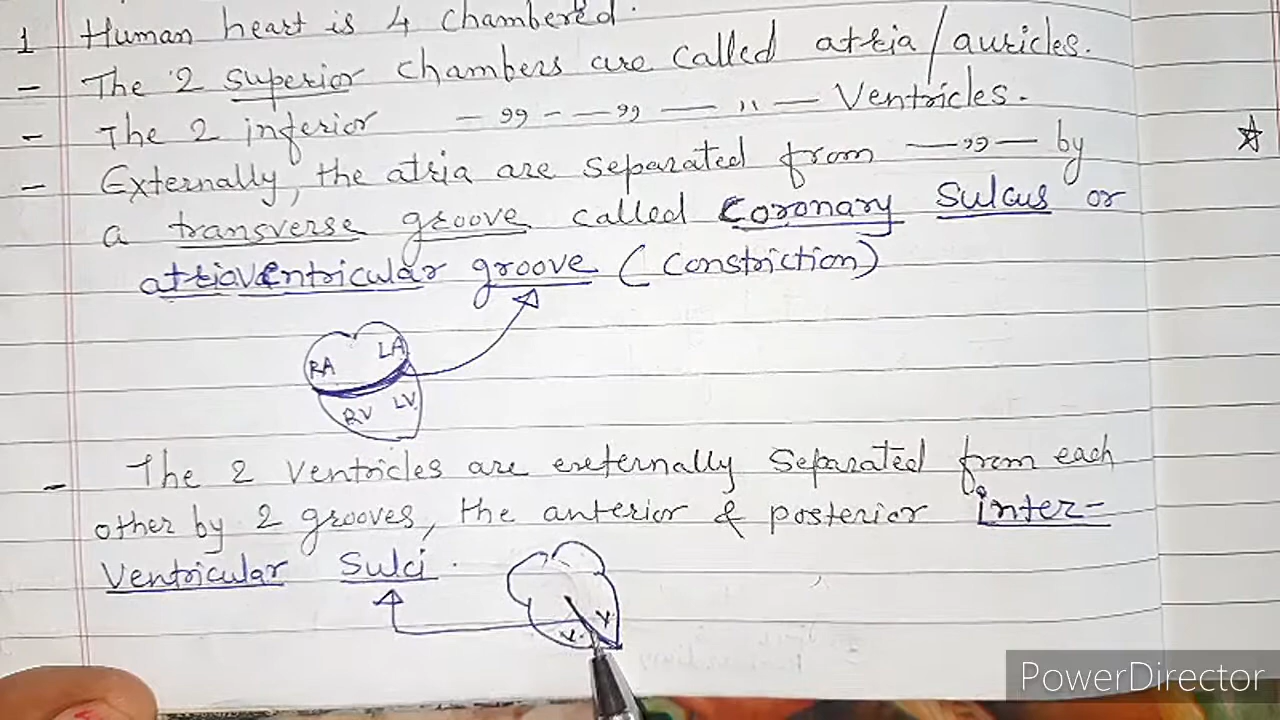 1 Human heart is 4 chambered.
- The 2 superior chambers are called atria/auricles.
- The 2 inferior -„--„-„- Ventricles.
- Externally, the atria are separated from -„- by
a transverse groove called Coronary Sulcus or
atrioventricular groove (Constriction)
RA LA
RV LV
- The 2 ventricles are externally separated from each
other by 2 grooves, the anterior & posterior inter-
Ventricular Sulci.
V. V.
PowerDirector